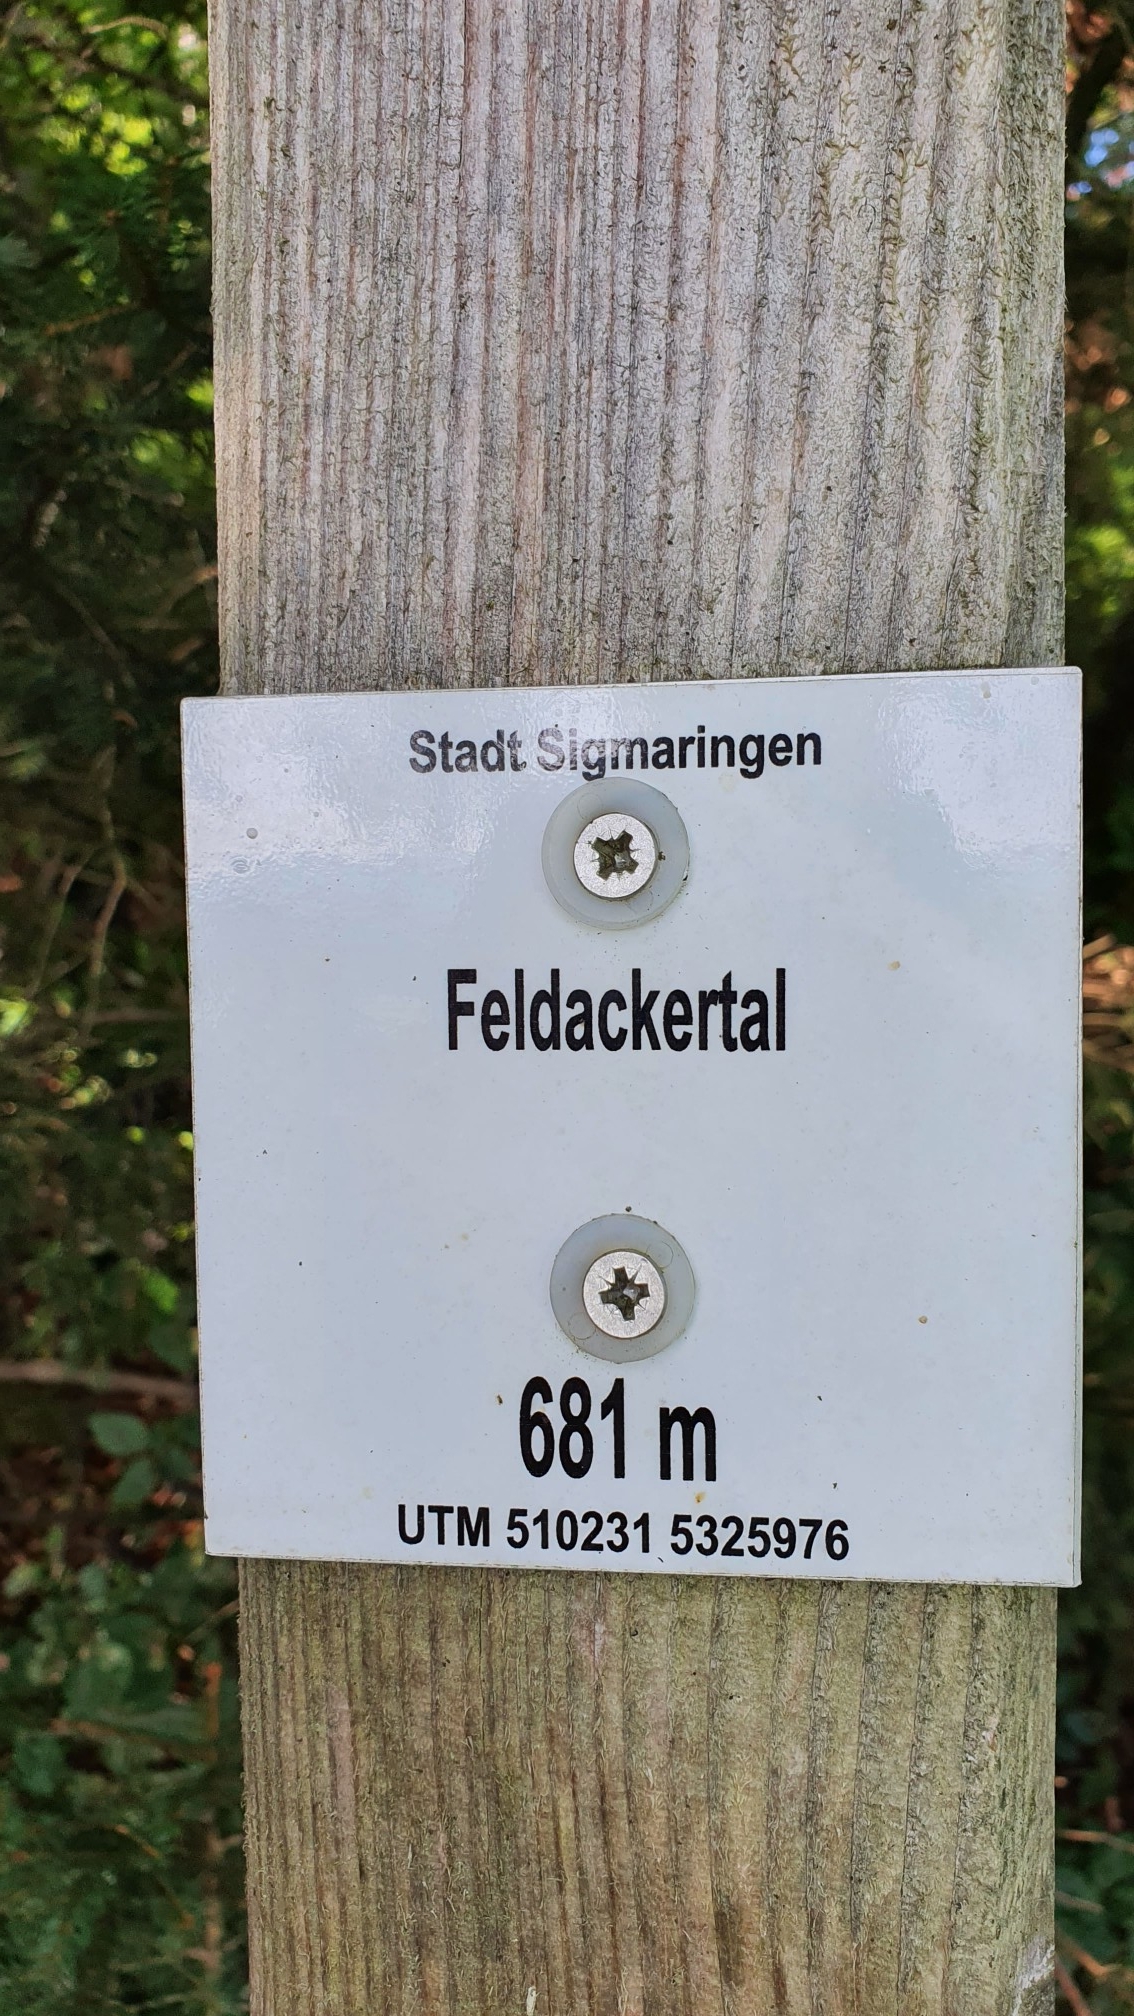 Stadt Sigmaringen
Feldackertal
681 m
UTM 510231 5325976